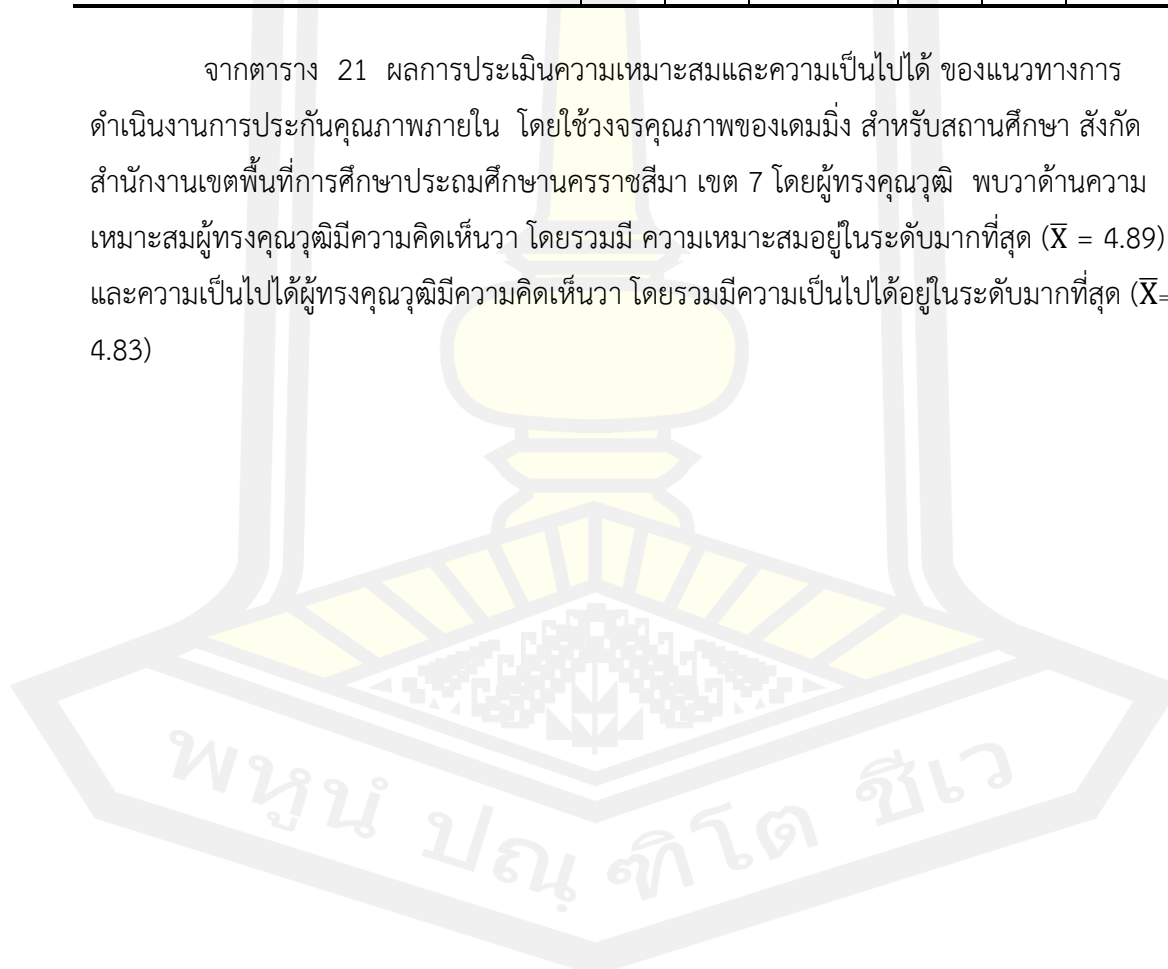 จากตาราง 21 ผลการประเมินความเหมาะสมและความเป็นไปได้ ของแนวทางการ
ดำเนินงานการประกันคุณภาพภายใน โดยใช้วงจรคุณภาพของเดมมิ่ง สำหรับสถานศึกษา สังกัด
สำนักงานเขตพื้นที่การศึกษาประถมศึกษานครราชสีมา เขต 7 โดยผู้ทรงคุณวุฒิ พบวาด้านความ
เหมาะสมผู้ทรงคุณวุฒิมีความคิดเห็นวา โดยรวมมี ความเหมาะสมอยู่ในระดับมากที่สุด (X̅ = 4.89)
และความเป็นไปได้ผู้ทรงคุณวุฒิมีความคิดเห็นวา โดยรวมมีความเป็นไปได้อยู่ในระดับมากที่สุด (X̅=
4.83)
พหูนํ ปณฺฑิโต ชีเว